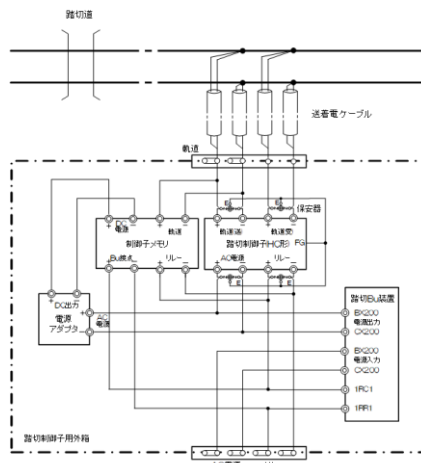 踏切道
送着電ケーブル
軌道
E E 保安器
+ − + − + − + −
DC電源 軌道 軌道(送) 軌道(受)
制御子メモリ 踏切制御子(HC形) FG
Bu接点 リレー AC電源 リレー
+ − + − + − + −
E E
踏切Bu装置
DC出力
+ −
電源アダプタ
AC電源
+
−
BX200
電源出力
CX200
BX200
電源入力
CX200
1RC1
1RR1
踏切制御子用外箱